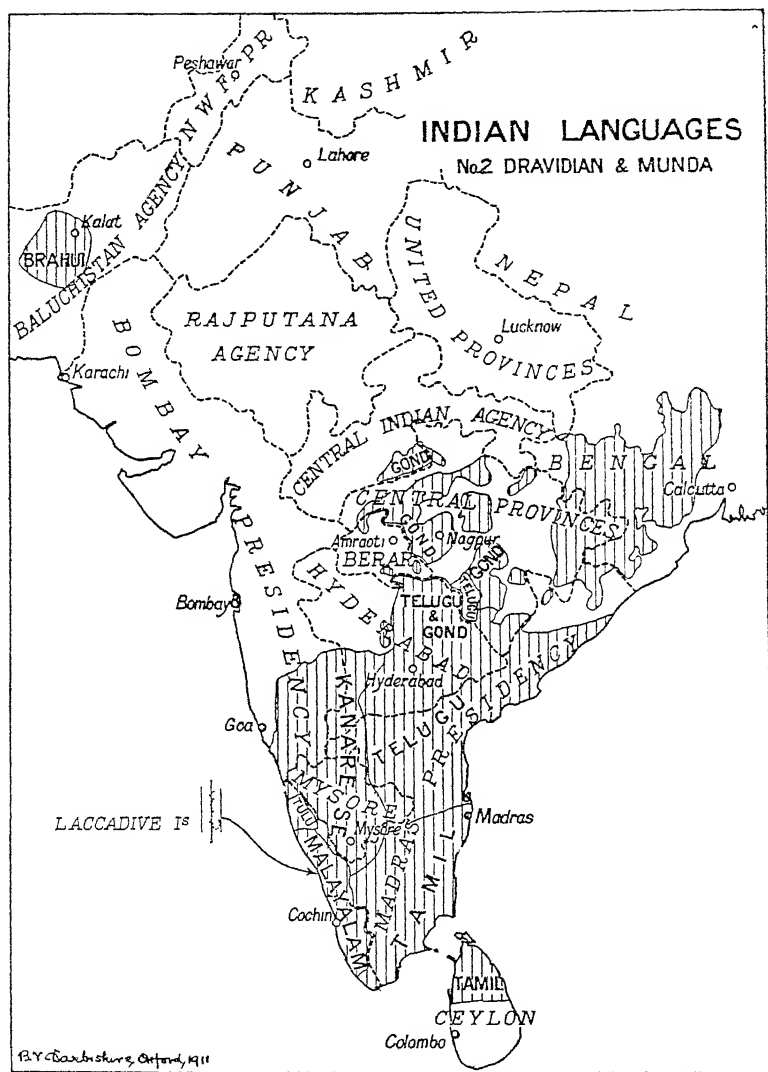 INDIAN LANGUAGES
No.2 DRAVIDIAN & MUNDA
Peshawar
N W F PR
KASHMIR
Lahore
PUNJAB
Kalat
BRAHUI
BALUCHISTAN AGENCY
NEPAL
UNITED PROVINCES
Lucknow
RAJPUTANA
AGENCY
BOMBAY
Karachi
CENTRAL INDIAN AGENCY
GOND
BENGAL
Calcutta
CENTRAL PROVINCES
GOND
Amraoti
Nagpur
BERAR
GOND
TELUGU
PRESIDENCY
HYDERABAD
Bombay
TELUGU
&
GOND
Hyderabad
KANARESE
TELUGU
Goa
MYSORE
Mysore
MADRAS PRESIDENCY
Madras
LACCADIVE Is
TULU
MALAYALAM
TAMIL
Cochin
TAMIL
CEYLON
Colombo
B.V. Darbishire, Oxford, 1911